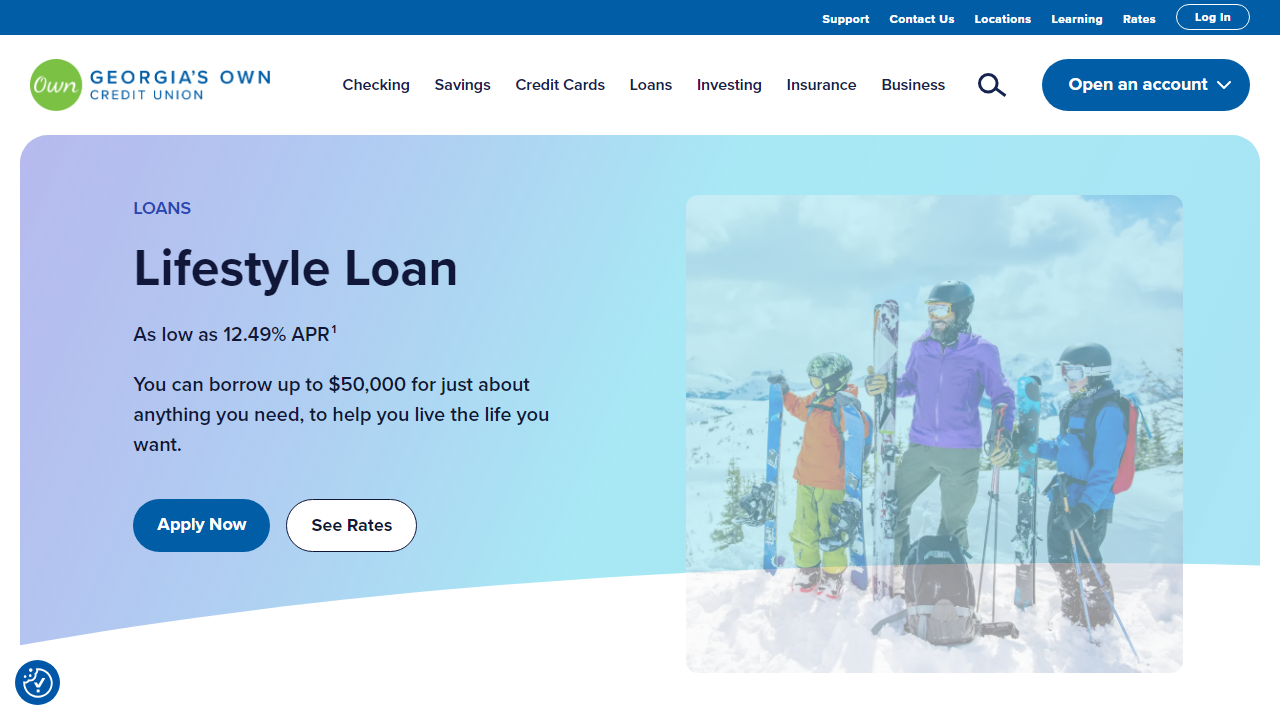 Support Contact Us Locations Learning Rates Log In
Own GEORGIA'S OWN
CREDIT UNION
Checking Savings Credit Cards Loans Investing Insurance Business
Open an account
LOANS
Lifestyle Loan
As low as 12.49% APR¹
You can borrow up to $50,000 for just about
anything you need, to help you live the life you
want.
Apply Now See Rates